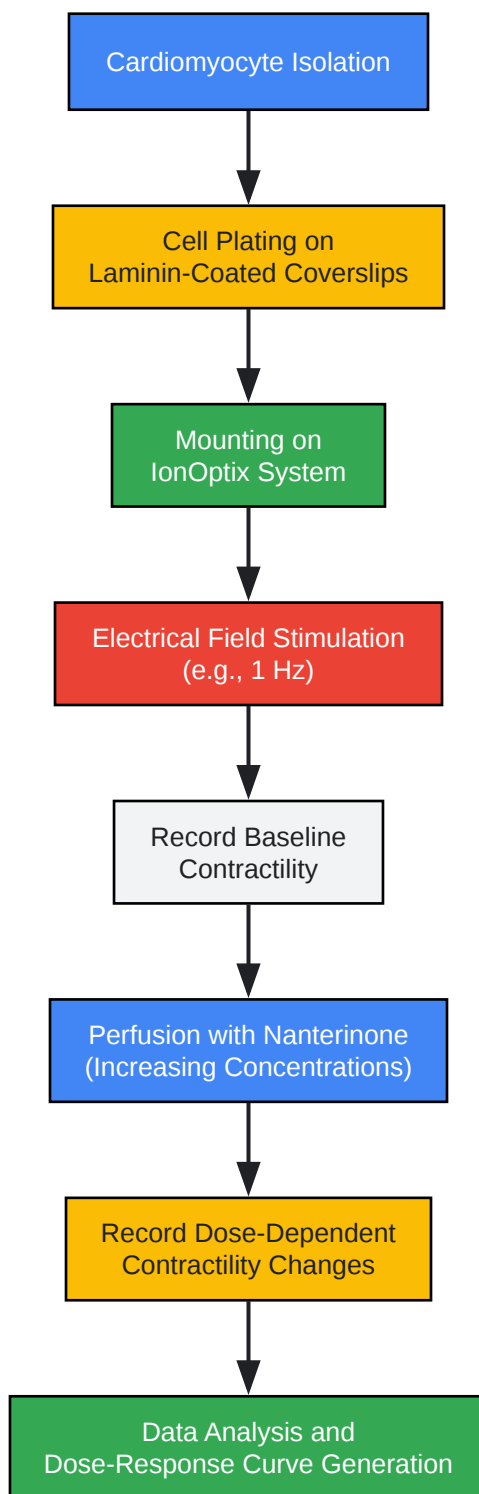 Cardiomyocyte Isolation
Cell Plating on
Laminin-Coated Coverslips
Mounting on
IonOptix System
Electrical Field Stimulation
(e.g., 1 Hz)
Record Baseline
Contractility
Perfusion with Nanterinone
(Increasing Concentrations)
Record Dose-Dependent
Contractility Changes
Data Analysis and
Dose-Response Curve Generation